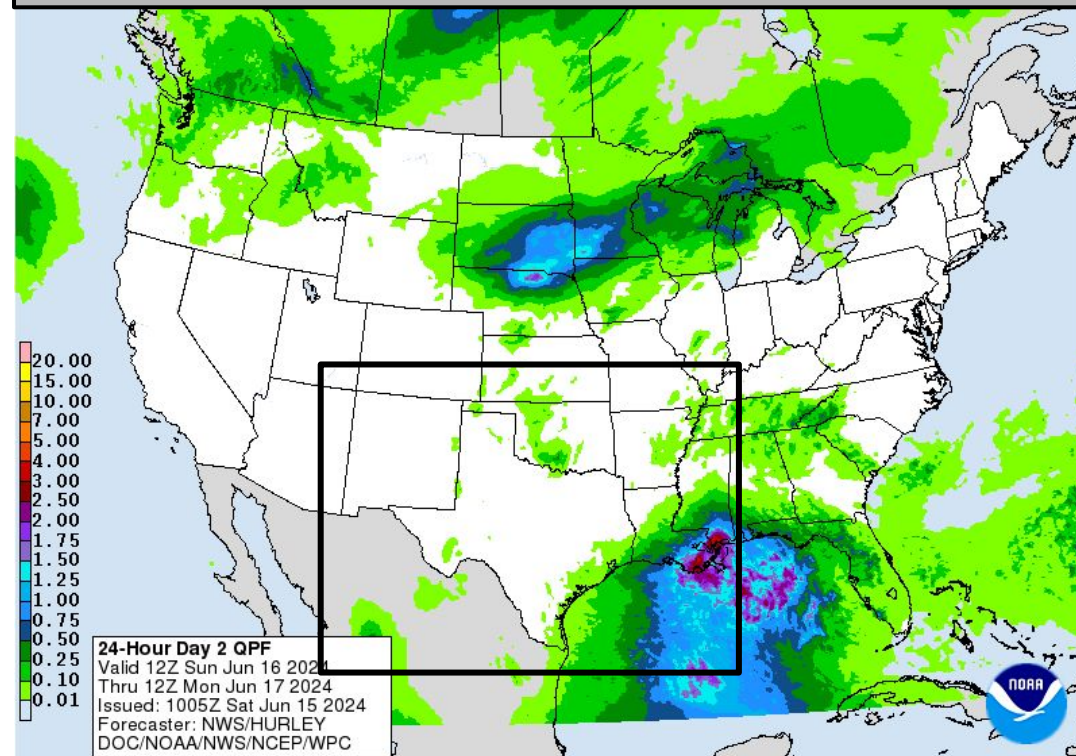 20.00
15.00
10.00
7.00
5.00
4.00
3.00
2.50
2.00
1.75
1.50
1.25
1.00
0.75
0.50
0.25
0.10
0.01
24-Hour Day 2 QPF
Valid 12Z Sun Jun 16 2024
Thru 12Z Mon Jun 17 2024
Issued: 1005Z Sat Jun 15 2024
Forecaster: NWS/HURLEY
DOC/NOAA/NWS/NCEP/WPC
NOAA